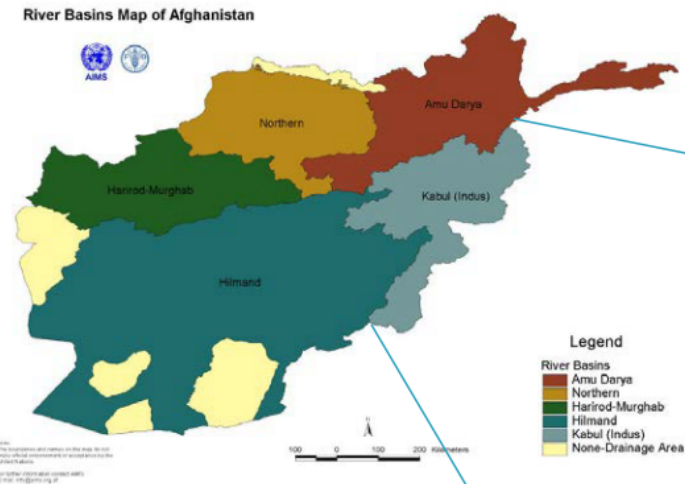 River Basins Map of Afghanistan
AIMS
Amu Darya
Northern
Harirod-Murghab
Kabul (Indus)
Hilmand
Legend
River Basins
Amu Darya
Northern
Harirod-Murghab
Hilmand
Kabul (Indus)
None-Drainage Area
100 0 100 200 Kilometers